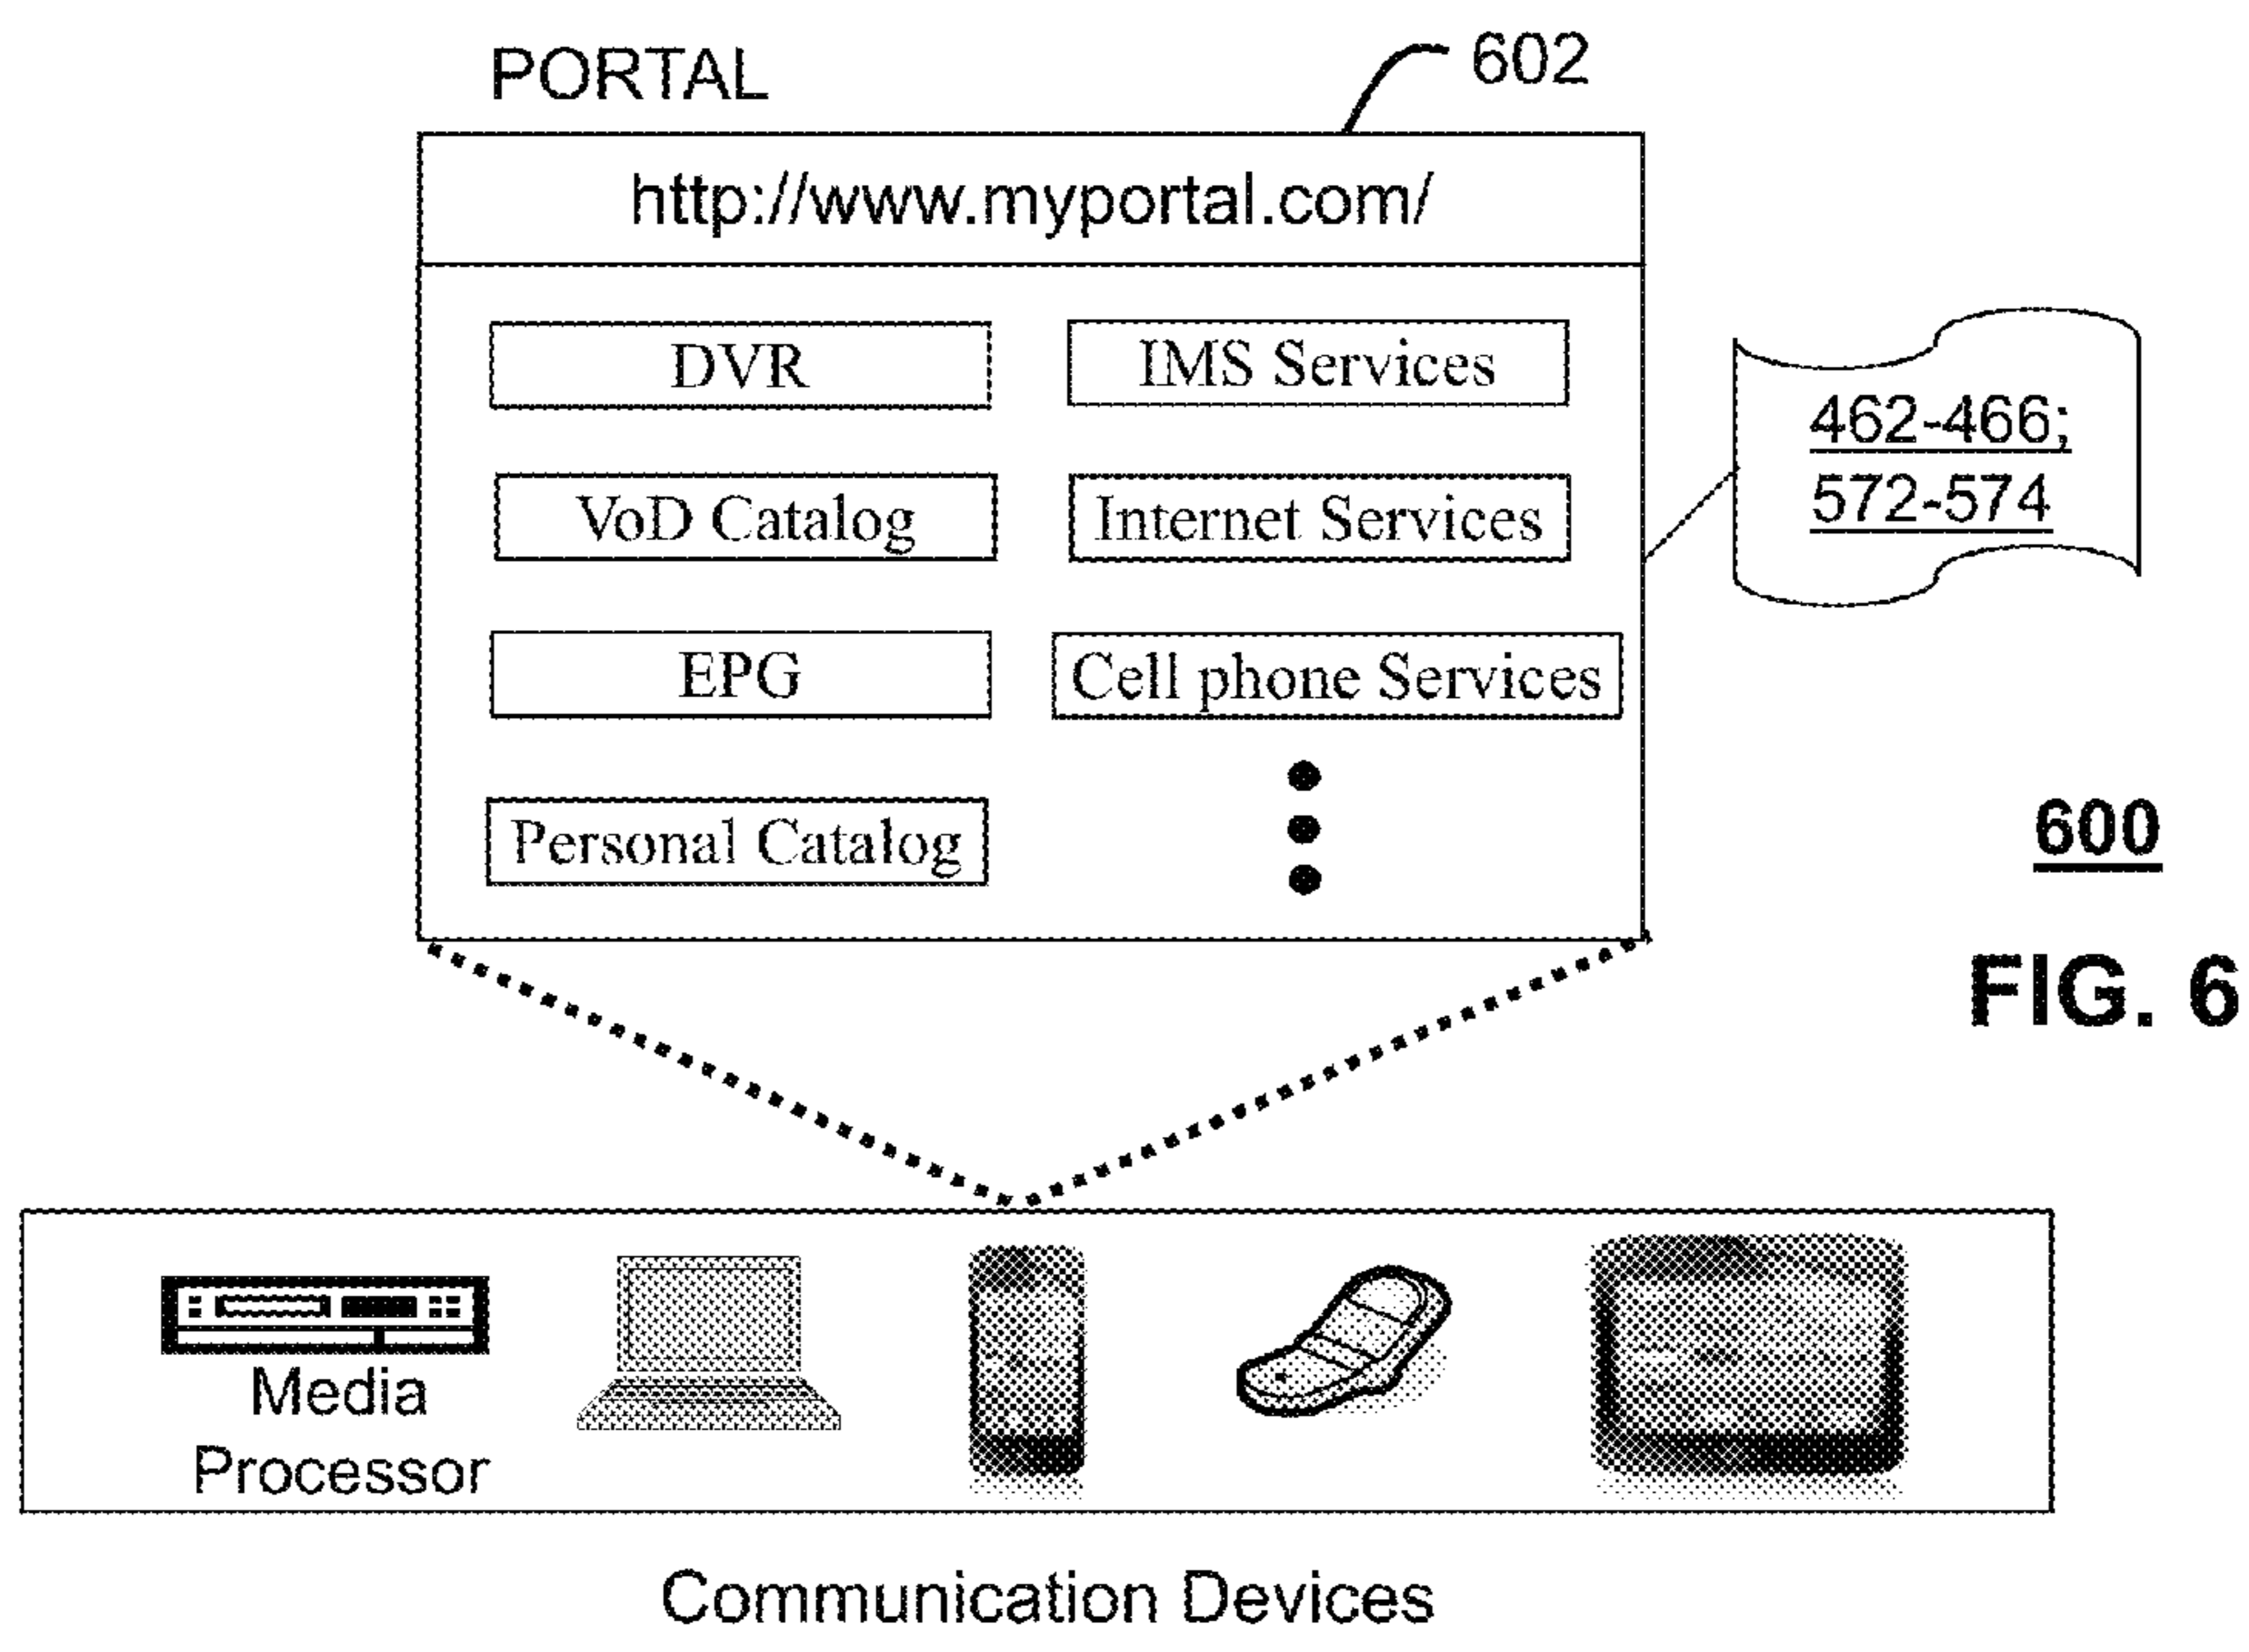 PORTAL
602
http://www.myportal.com/
DVR
IMS Services
VoD Catalog
Internet Services
EPG
Cell phone Services
Personal Catalog
462-466;
572-574
600
FIG. 6
Media
Processor
Communication Devices